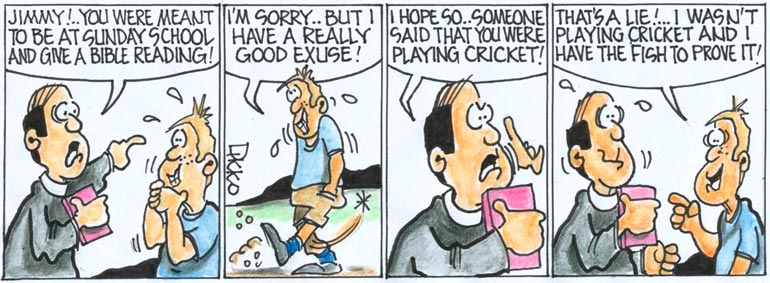 JIMMY!..YOU WERE MEANT
TO BE AT SUNDAY SCHOOL
AND GIVE A BIBLE READING!
I'M SORRY.. BUT I
HAVE A REALLY
GOOD EXUSE!
DICKO
I HOPE SO..SOMEONE
SAID THAT YOU WERE
PLAYING CRICKET!
THAT'S A LIE!... I WASN'T
PLAYING CRICKET AND I
HAVE THE FISH TO PROVE IT!